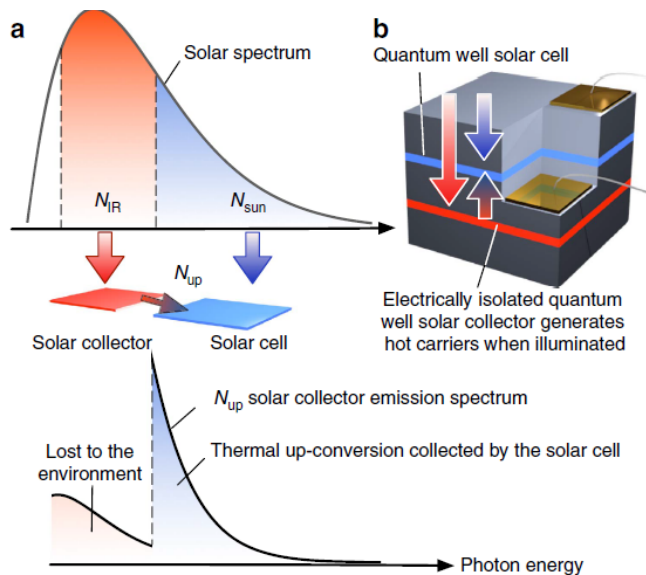 a
Solar spectrum
N_IR
N_sun
N_up
Solar collector
Solar cell
b
Quantum well solar cell
Electrically isolated quantum
well solar collector generates
hot carriers when illuminated
N_up solar collector emission spectrum
Thermal up-conversion collected by the solar cell
Lost to the
environment
Photon energy